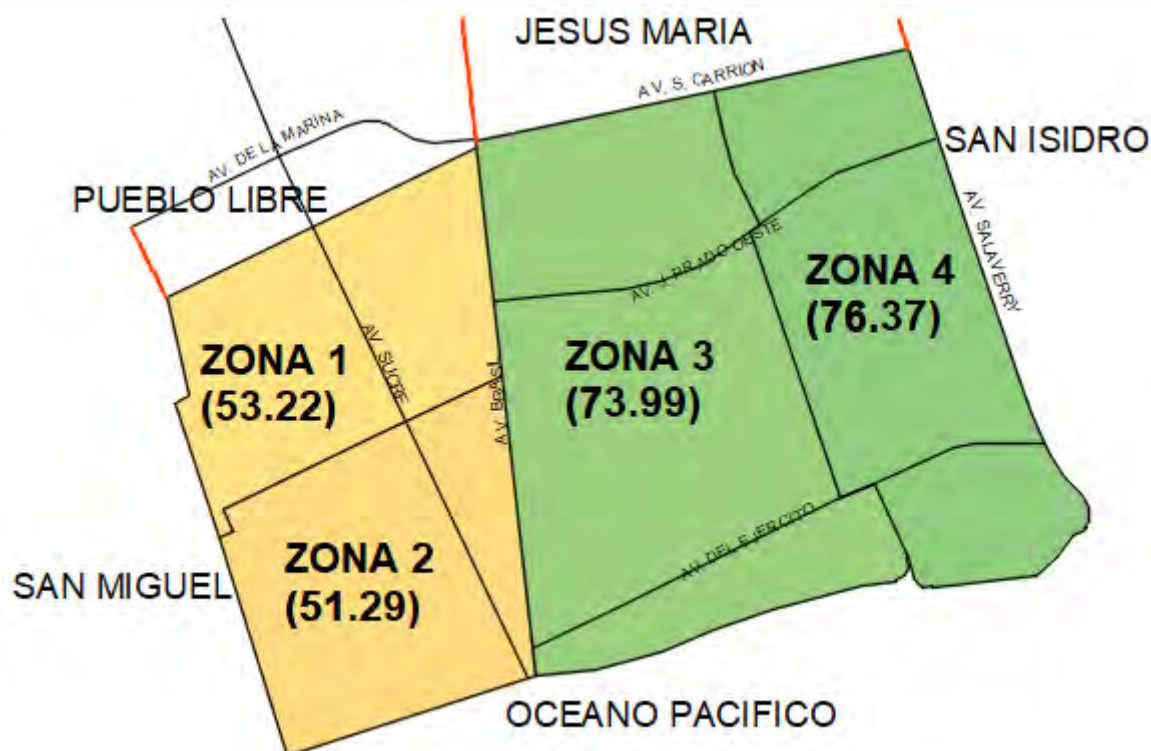 JESUS MARIA
AV. S. CARRION
AV. DE LA MARINA
SAN ISIDRO
PUEBLO LIBRE
AV. SALAVERRY
AV. J. PRADO OESTE
ZONA 4
(76.37)
ZONA 1
(53.22)
AV. SUCRE
ZONA 3
(73.99)
AV. BRASIL
AV. DEL EJERCITO
ZONA 2
(51.29)
SAN MIGUEL
OCEANO PACIFICO